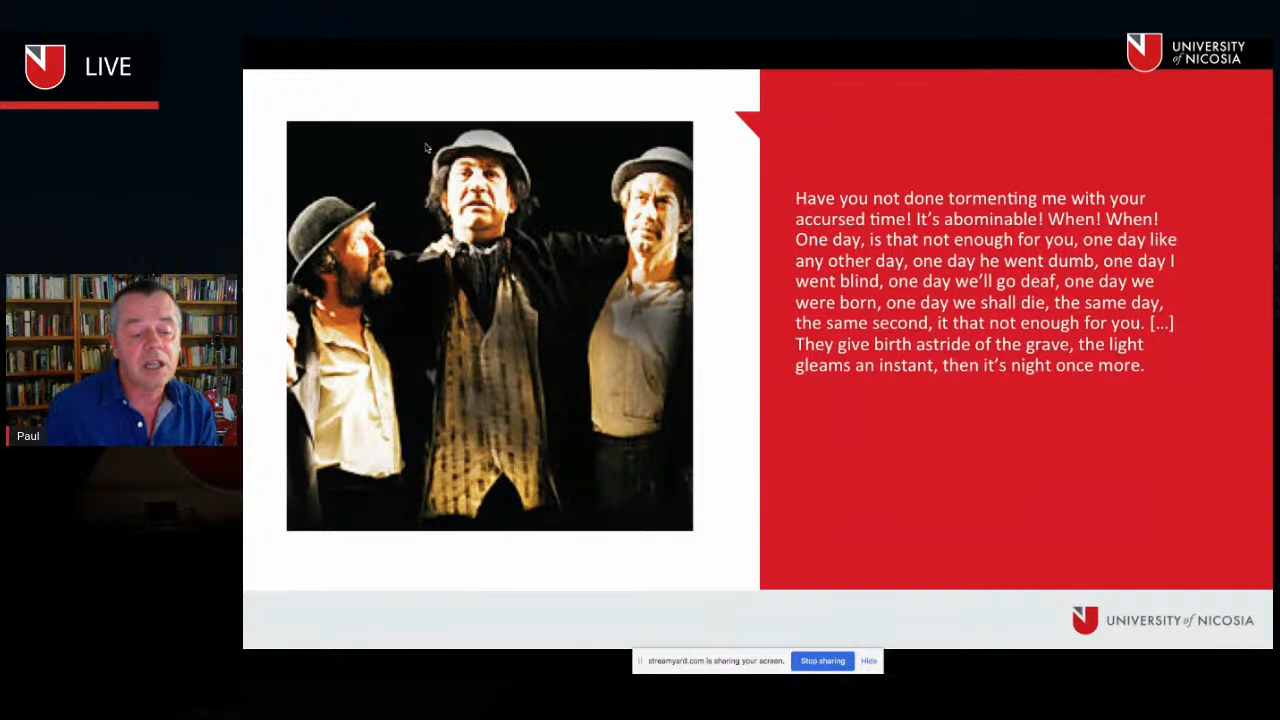 LIVE
UNIVERSITY
of NICOSIA
Have you not done tormenting me with your
accursed time! It’s abominable! When! When!
One day, is that not enough for you, one day like
any other day, one day he went dumb, one day I
went blind, one day we’ll go deaf, one day we
were born, one day we shall die, the same day,
the same second, it that not enough for you. […]
They give birth astride of the grave, the light
gleams an instant, then it’s night once more.
Paul
UNIVERSITY of NICOSIA
streamyard.com is sharing your screen. Stop sharing Hide